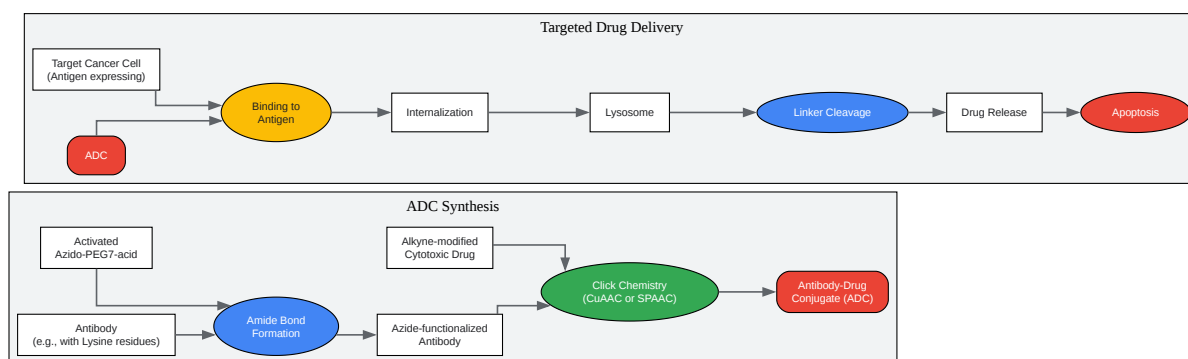 Targeted Drug Delivery
Target Cancer Cell
(Antigen expressing)
ADC
Binding to
Antigen
Internalization
Lysosome
Linker Cleavage
Drug Release
Apoptosis
ADC Synthesis
Activated
Azido-PEG7-acid
Antibody
(e.g., with Lysine residues)
Amide Bond
Formation
Alkyne-modified
Cytotoxic Drug
Azide-functionalized
Antibody
Click Chemistry
(CuAAC or SPAAC)
Antibody-Drug
Conjugate (ADC)